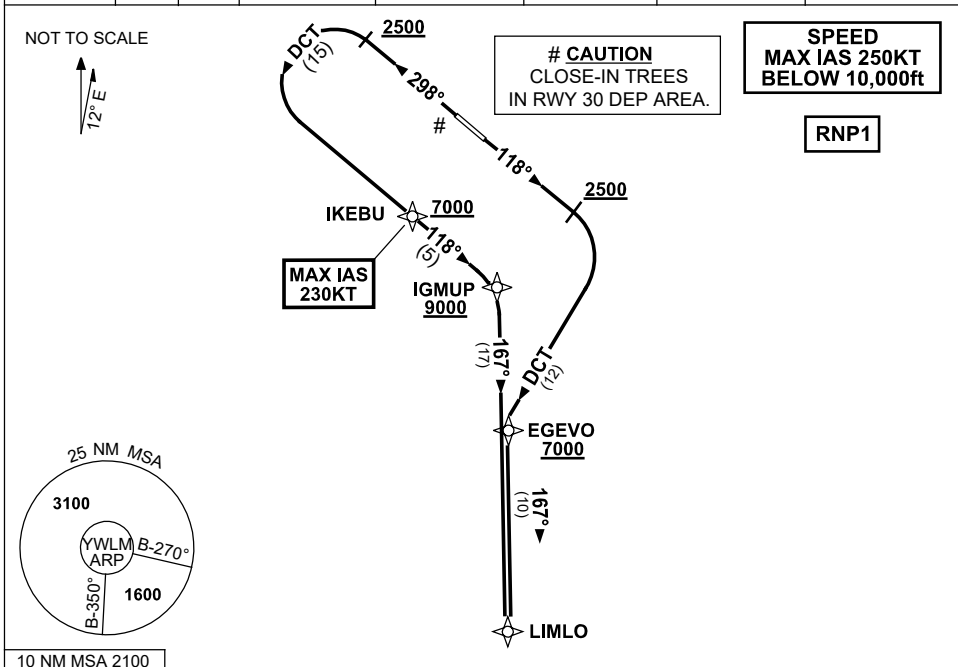 NOT TO SCALE
12° E
# CAUTION
CLOSE-IN TREES
IN RWY 30 DEP AREA.
SPEED
MAX IAS 250KT
BELOW 10,000ft
RNP1
2500
DCT
(15)
298°
#
118°
2500
IKEBU
7000
118°
(5)
MAX IAS
230KT
IGMUP
9000
167°
(17)
DCT
(12)
EGEVO
7000
167°
(10)
LIMLO
25 NM MSA
3100
YWLM
ARP
B-270°
B-350°
1600
10 NM MSA 2100